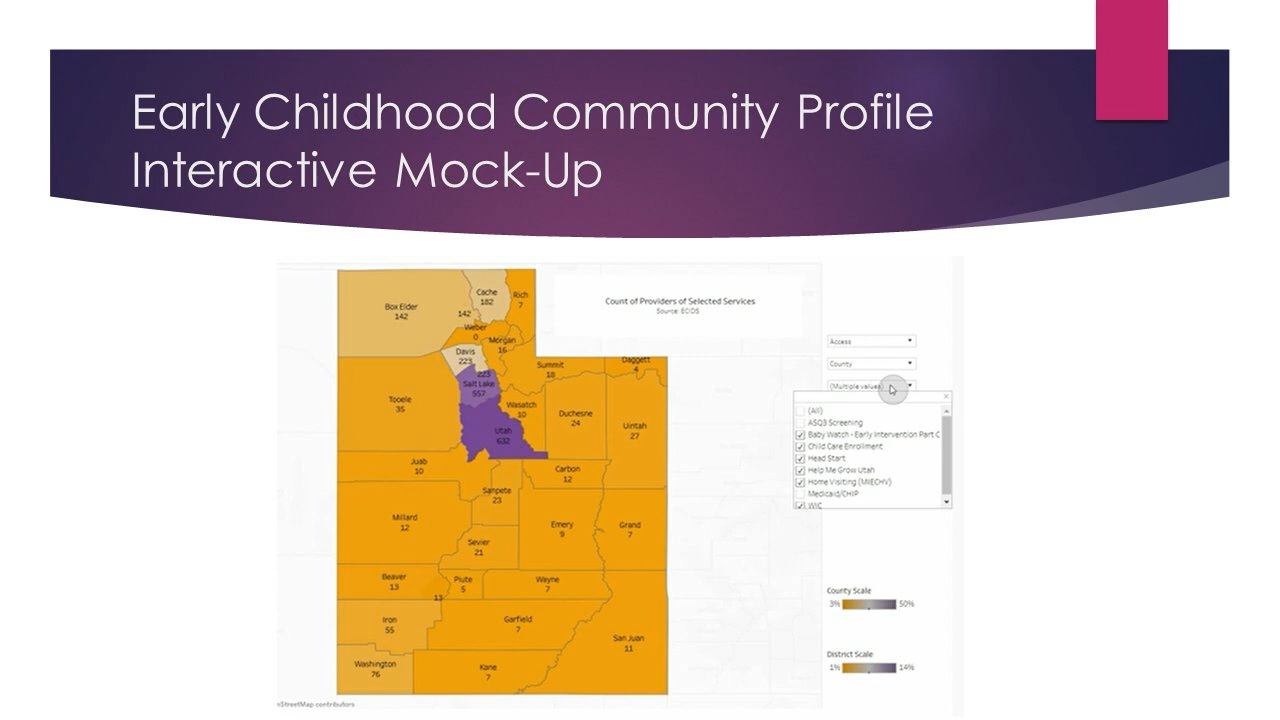 Early Childhood Community Profile
Interactive Mock-Up
Count of Providers of Selected Services
Source: ECIDS
Box Elder
142
Cache
182
Rich
7
142
Weber
0
Morgan
16
Davis
223
223
Summit
18
Daggett
4
Salt Lake
557
Tooele
35
Wasatch
10
Duchesne
24
Uintah
27
Utah
632
Juab
10
Carbon
12
Sanpete
23
Millard
12
Emery
9
Grand
7
Sevier
21
Beaver
13
13
Piute
5
Wayne
7
Iron
55
Garfield
7
San Juan
11
Washington
76
Kane
7
Access
County
(Multiple values)
(All)
ASQ3 Screening
Baby Watch - Early Intervention Part C
Child Care Enrollment
Head Start
Help Me Grow Utah
Home Visiting (MIECHV)
Medicaid/CHIP
WIC
County Scale
3% 50%
District Scale
1% 14%
StreetMap contributors